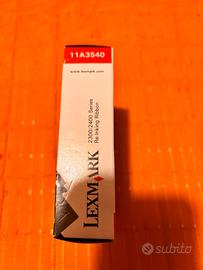 11A3540
www.lexmark.com
2300/2400 Series
Re-Inking Ribbon
LEXMARK
subito